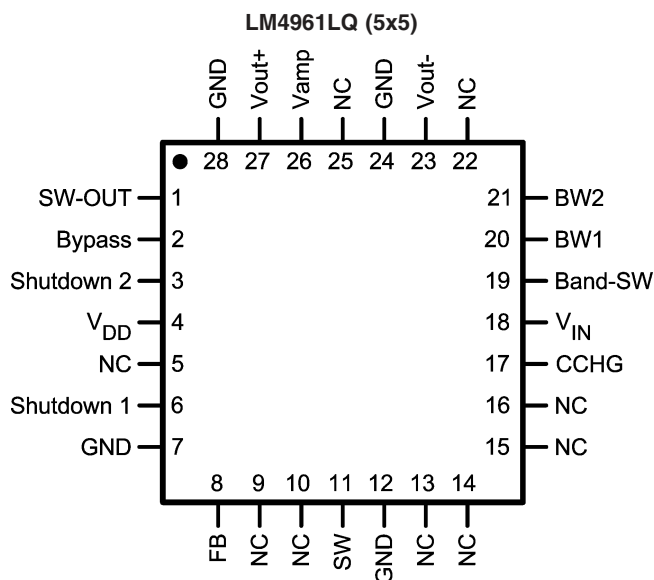 LM4961LQ (5x5)
GND Vout+ Vamp NC GND Vout- NC
28 27 26 25 24 23 22
SW-OUT 1 21 BW2
Bypass 2 20 BW1
Shutdown 2 3 19 Band-SW
VDD 4 18 VIN
NC 5 17 CCHG
Shutdown 1 6 16 NC
GND 7 15 NC
8 9 10 11 12 13 14
FB NC NC SW GND NC NC